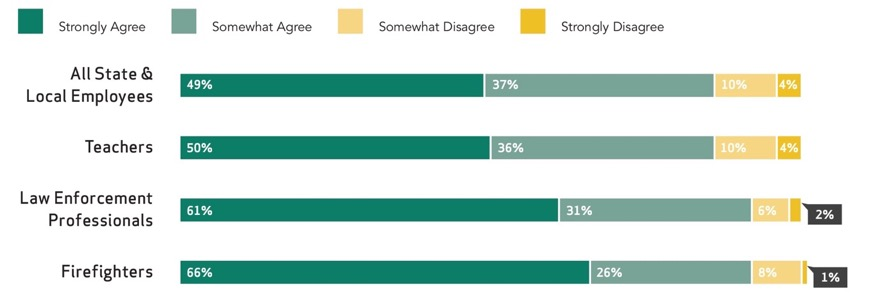 Strongly Agree Somewhat Agree Somewhat Disagree Strongly Disagree
All State &
Local Employees
49% 37% 10% 4%
Teachers
50% 36% 10% 4%
Law Enforcement
Professionals
61% 31% 6% 2%
Firefighters
66% 26% 8% 1%